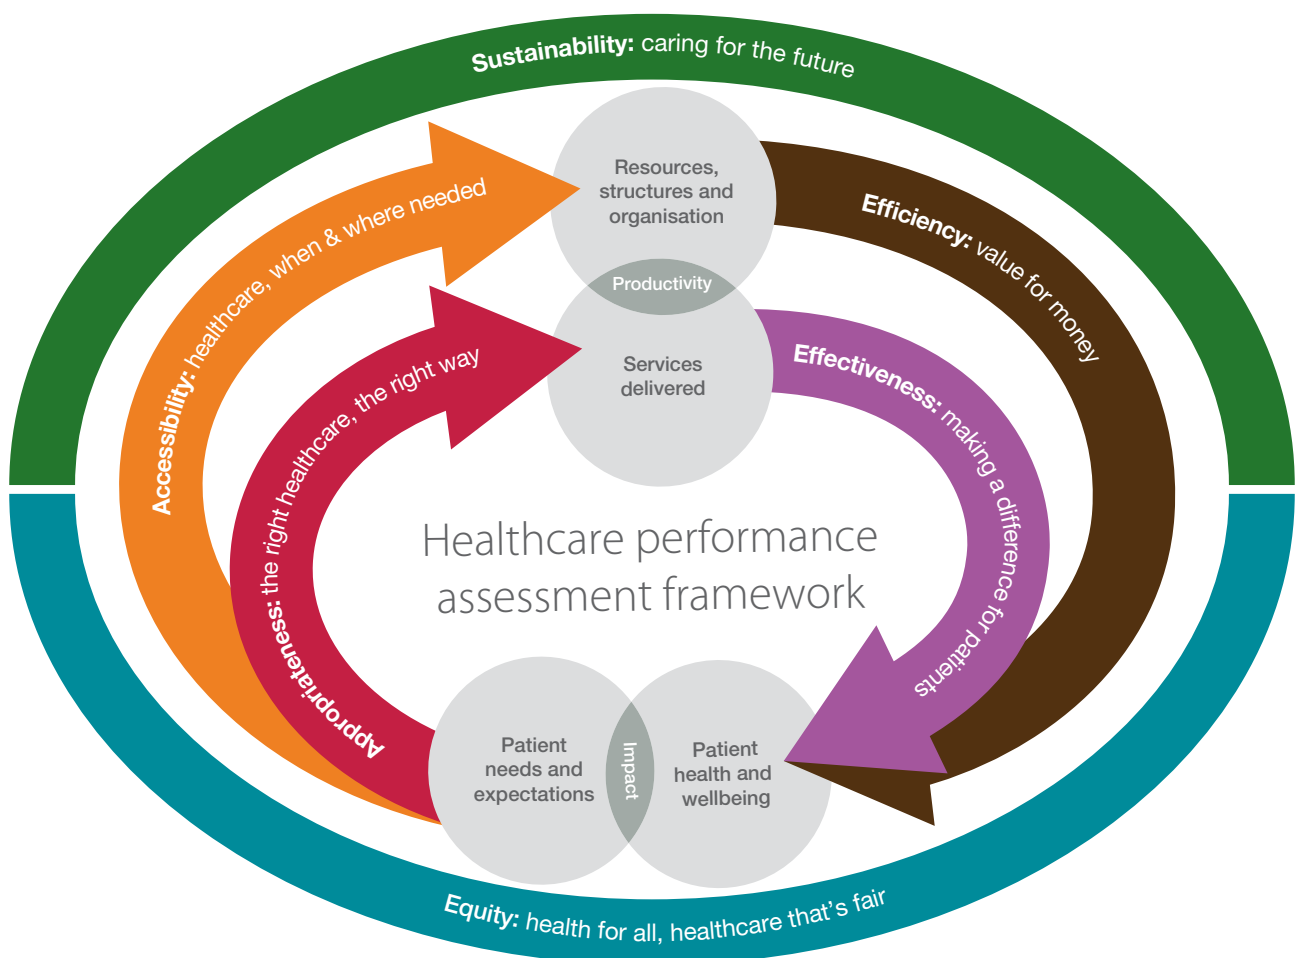 Sustainability: caring for the future
Resources,
structures and
organisation
Accessibility: healthcare, when & where needed
Efficiency: value for money
Productivity
Services
delivered
Appropriateness: the right healthcare, the right way
Effectiveness: making a difference for patients
Healthcare performance
assessment framework
Patient
needs and
expectations
Impact
Patient
health and
wellbeing
Equity: health for all, healthcare that's fair